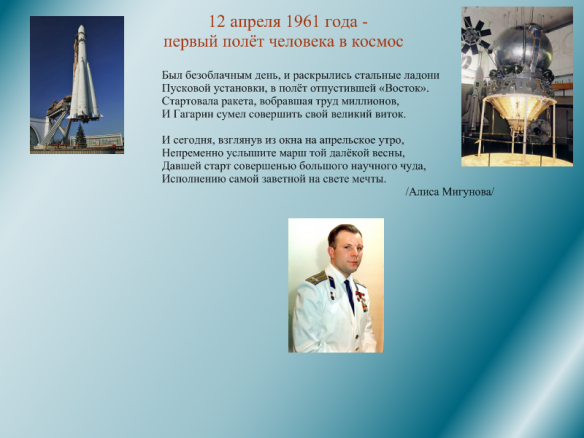 12 апреля 1961 года -
первый полёт человека в космос
Был безоблачным день, и раскрылись стальные ладони
Пусковой установки, в полёт отпустившей «Восток».
Стартовала ракета, вобравшая труд миллионов,
И Гагарин сумел совершить свой великий виток.
И сегодня, взглянув из окна на апрельское утро,
Непременно услышите марш той далёкой весны,
Давшей старт совершенью большого научного чуда,
Исполнению самой заветной на свете мечты.
/Алиса Мигунова/